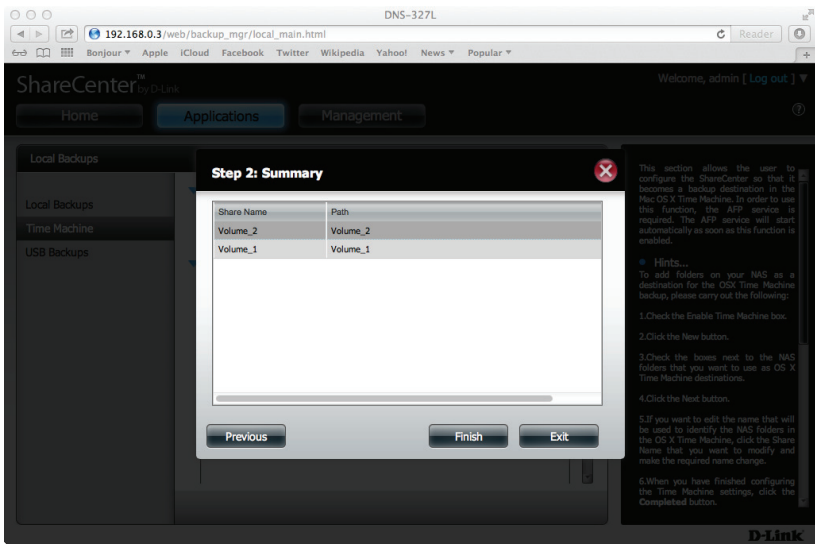 DNS-327L
192.168.0.3/web/backup_mgr/local_main.html
Reader
Bonjour Apple iCloud Facebook Twitter Wikipedia Yahoo! News Popular
ShareCenter™ by D-Link
Welcome, admin [ Log out ]
Home
Applications
Management
Local Backups
Local Backups
Time Machine
USB Backups
Step 2: Summary
Share Name Path
Volume_2 Volume_2
Volume_1 Volume_1
Previous
Finish
Exit
This section allows the user to
configure the ShareCenter so that it
becomes a backup destination in the
Mac OS X Time Machine. In order to use
this function, the AFP service is
required. The AFP service will start
automatically as soon as this function is
enabled.
Hints...
To add folders on your NAS as a
destination for the OSX Time Machine
backup, please carry out the following:
1.Check the Enable Time Machine box.
2.Click the New button.
3.Check the boxes next to the NAS
folders that you want to use as OS X
Time Machine destinations.
4.Click the Next button.
5.If you want to edit the name that will
be used to identify the NAS folders in
the OS X Time Machine, click the Share
Name that you want to modify and
make the required name change.
6.When you have finished configuring
the Time Machine settings, click the
Completed button.
D-Link